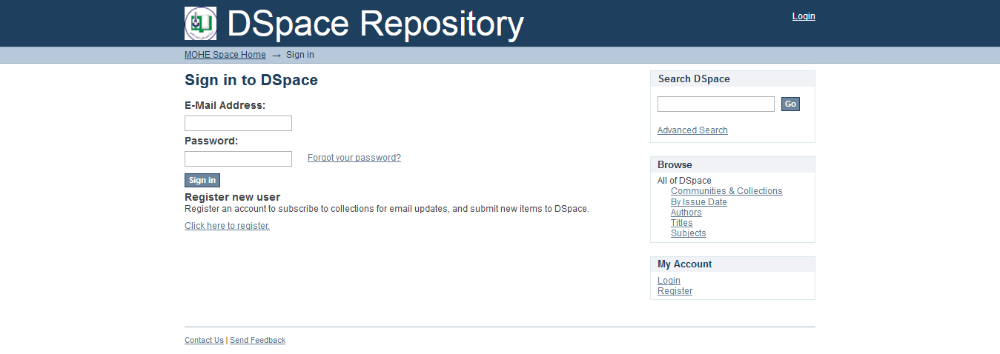 DSpace Repository
Login
MOHE Space Home → Sign in
Sign in to DSpace
E-Mail Address:
Password:
Forgot your password?
Sign in
Register new user
Register an account to subscribe to collections for email updates, and submit new items to DSpace.
Click here to register.
Search DSpace
Go
Advanced Search
Browse
All of DSpace
Communities & Collections
By Issue Date
Authors
Titles
Subjects
My Account
Login
Register
Contact Us | Send Feedback